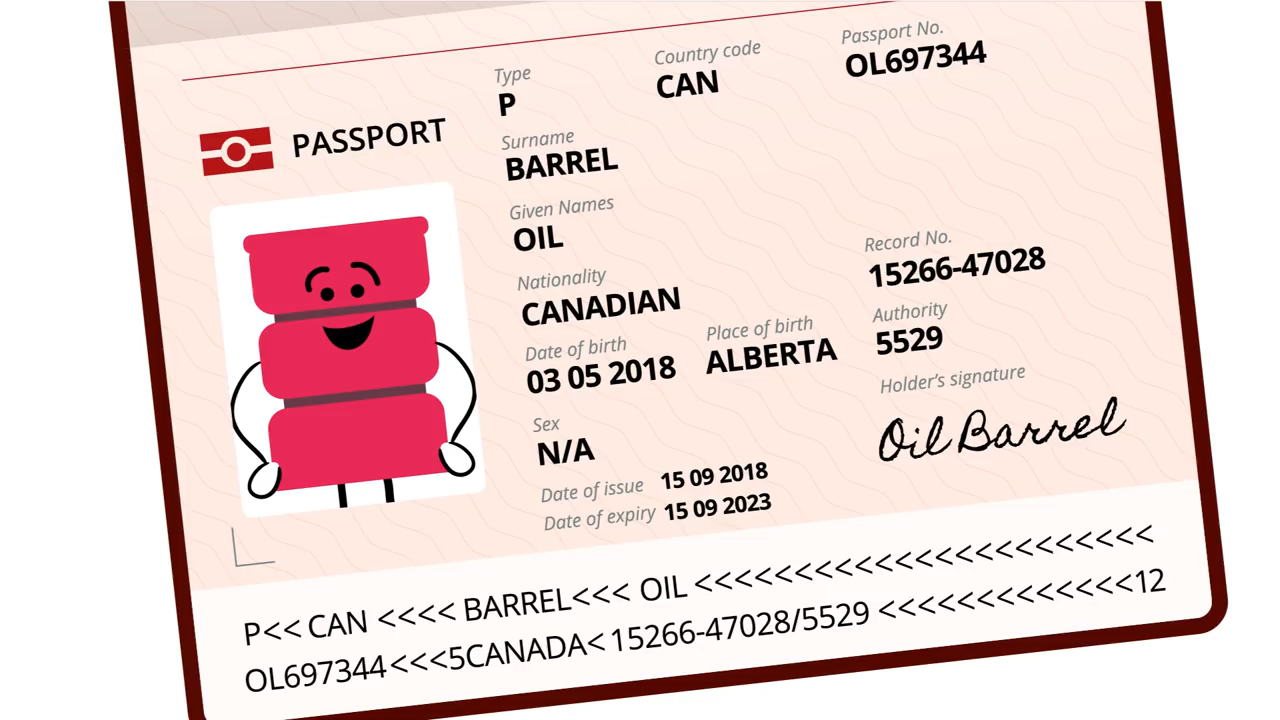 Type
P
Country code
CAN
Passport No.
OL697344
PASSPORT
Surname
BARREL
Given Names
OIL
Nationality
CANADIAN
Date of birth
03 05 2018
Place of birth
ALBERTA
Sex
N/A
Date of issue 15 09 2018
Date of expiry 15 09 2023
Record No.
15266-47028
Authority
5529
Holder's signature
Oil Barrel
P<< CAN <<<< BARREL<<< OIL <<<<<<<<<<<<<<<<<<<<<<<
OL697344<<<5CANADA< 15266-47028/5529 <<<<<<<<<<<<<12